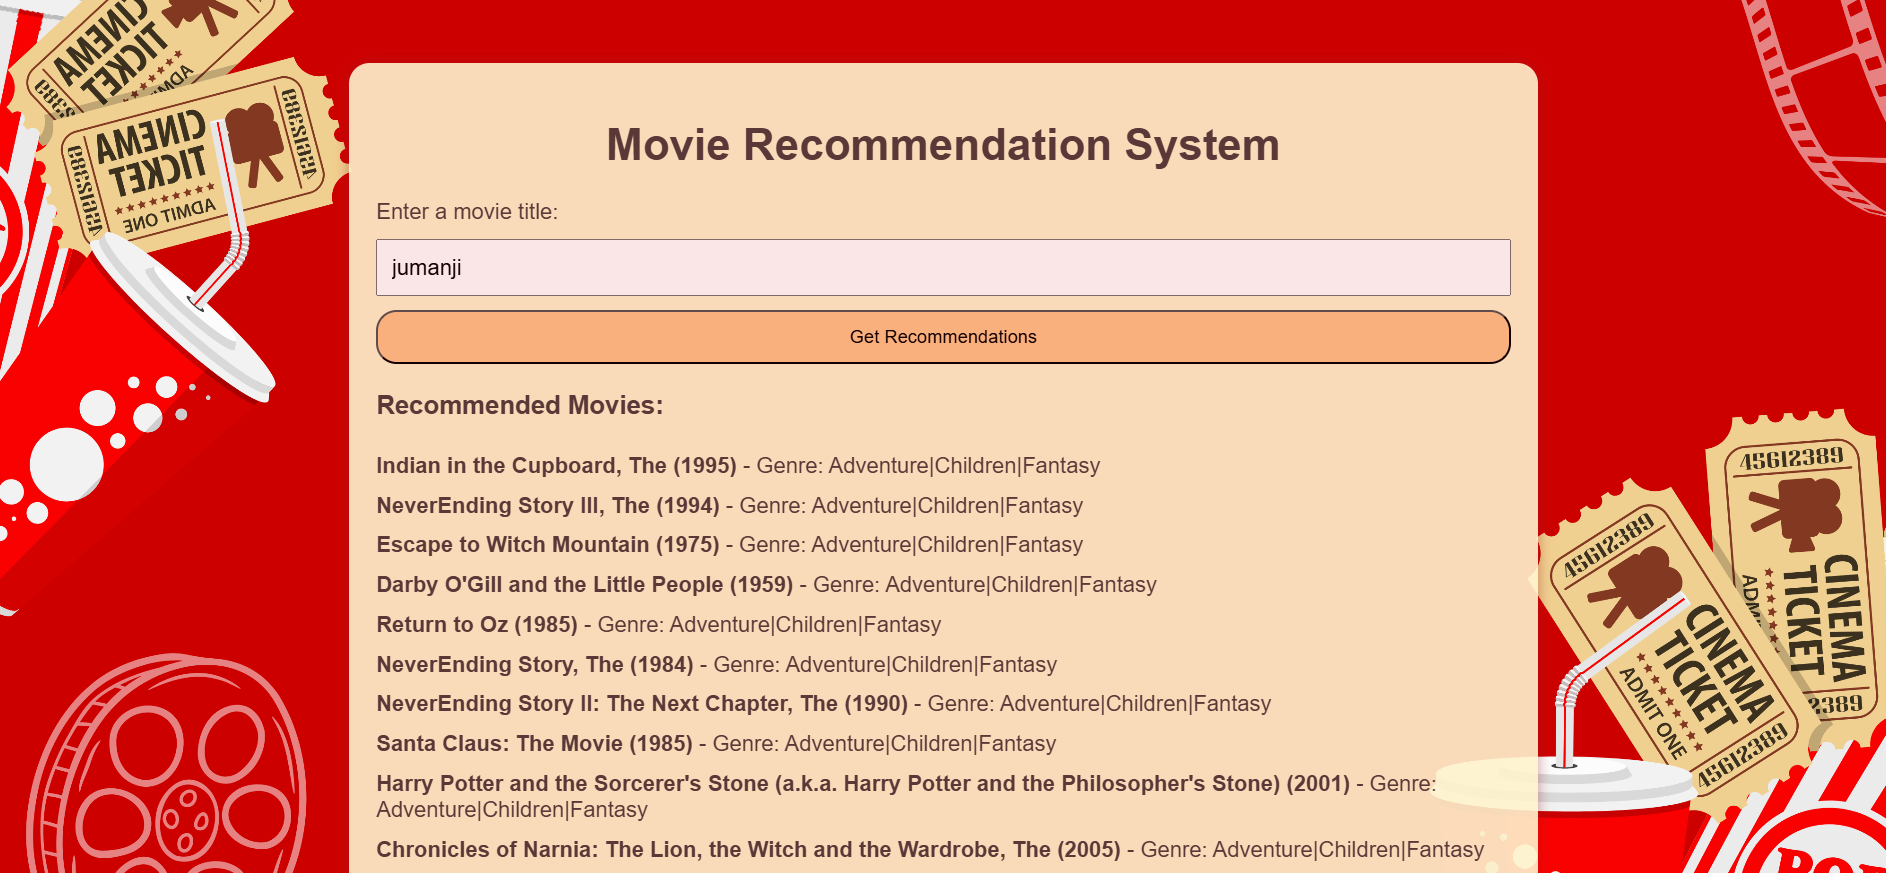 CINEMA
TICKET
ADMIT ONE
45612389
CINEMA
TICKET
ADMIT ONE
45612389
Movie Recommendation System
Enter a movie title:
jumanji
Get Recommendations
Recommended Movies:
Indian in the Cupboard, The (1995) - Genre: Adventure|Children|Fantasy
NeverEnding Story III, The (1994) - Genre: Adventure|Children|Fantasy
Escape to Witch Mountain (1975) - Genre: Adventure|Children|Fantasy
Darby O'Gill and the Little People (1959) - Genre: Adventure|Children|Fantasy
Return to Oz (1985) - Genre: Adventure|Children|Fantasy
NeverEnding Story, The (1984) - Genre: Adventure|Children|Fantasy
NeverEnding Story II: The Next Chapter, The (1990) - Genre: Adventure|Children|Fantasy
Santa Claus: The Movie (1985) - Genre: Adventure|Children|Fantasy
Harry Potter and the Sorcerer's Stone (a.k.a. Harry Potter and the Philosopher's Stone) (2001) - Genre:
Adventure|Children|Fantasy
Chronicles of Narnia: The Lion, the Witch and the Wardrobe, The (2005) - Genre: Adventure|Children|Fantasy
45612389
CINEMA
TICKET
45612389
CINEMA
TICKET
ADMIT ONE
45612389